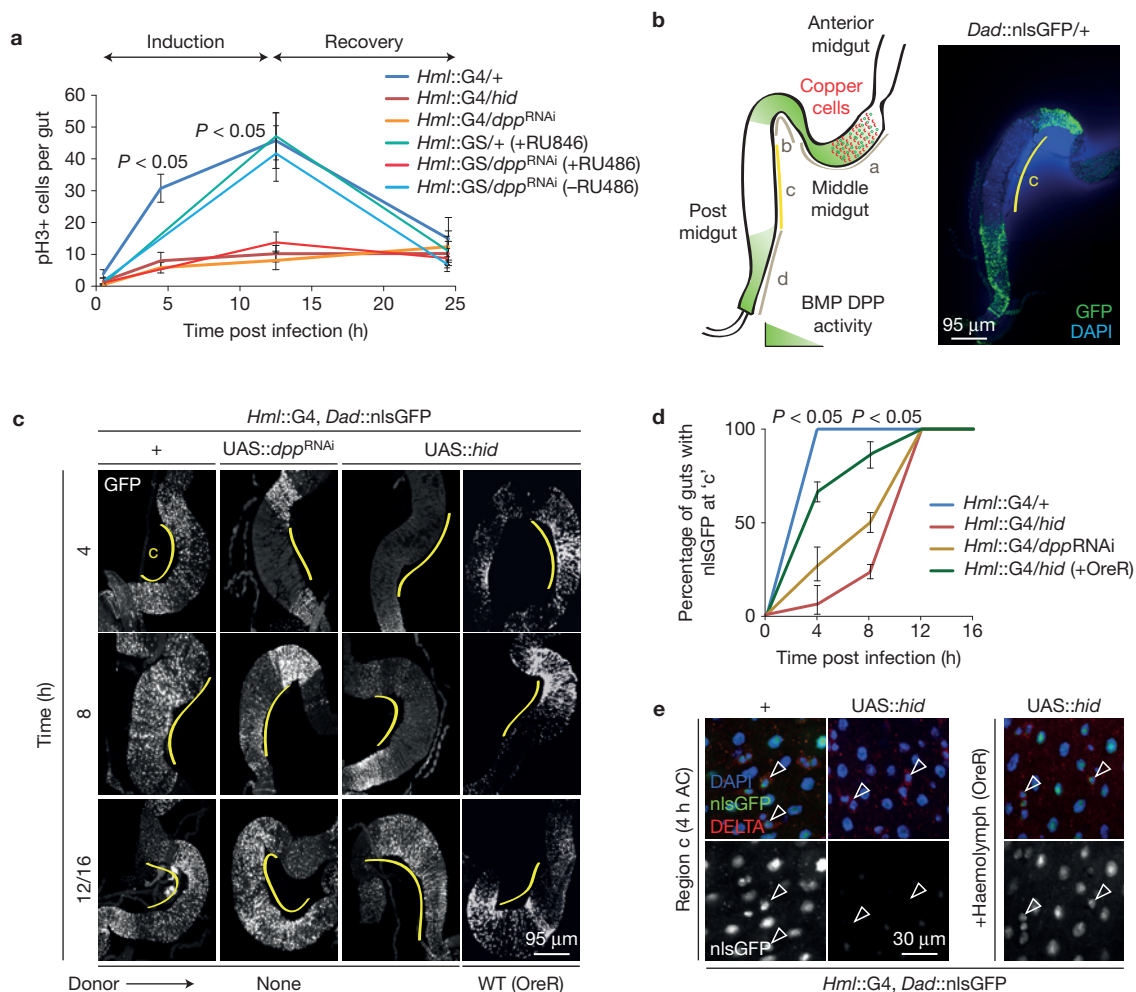 a
Induction
Recovery
pH3+ cells per gut
60
50
40
30
20
10
0
0
5
10
15
20
25
Time post infection (h)
P < 0.05
P < 0.05
Hml::G4/+
Hml::G4/hid
Hml::G4/dppRNAi
Hml::GS/+ (+RU846)
Hml::GS/dppRNAi (+RU486)
Hml::GS/dppRNAi (–RU486)
b
Anterior
midgut
Copper
cells
b
a
c
Middle
midgut
Post
midgut
d
BMP DPP
activity
Dad::nlsGFP/+
c
GFP
DAPI
95 μm
c
Hml::G4, Dad::nlsGFP
+
UAS::dppRNAi
UAS::hid
GFP
c
Time (h)
4
8
12/16
95 μm
Donor
None
WT (OreR)
d
P < 0.05
P < 0.05
Percentage of guts with
nlsGFP at ‘c’
100
50
0
0
4
8
12
16
Time post infection (h)
Hml::G4/+
Hml::G4/hid
Hml::G4/dppRNAi
Hml::G4/hid (+OreR)
e
+
UAS::hid
UAS::hid
Region c (4 h AC)
DAPI
nlsGFP
DELTA
nlsGFP
30 μm
+Haemolymph (OreR)
Hml::G4, Dad::nlsGFP